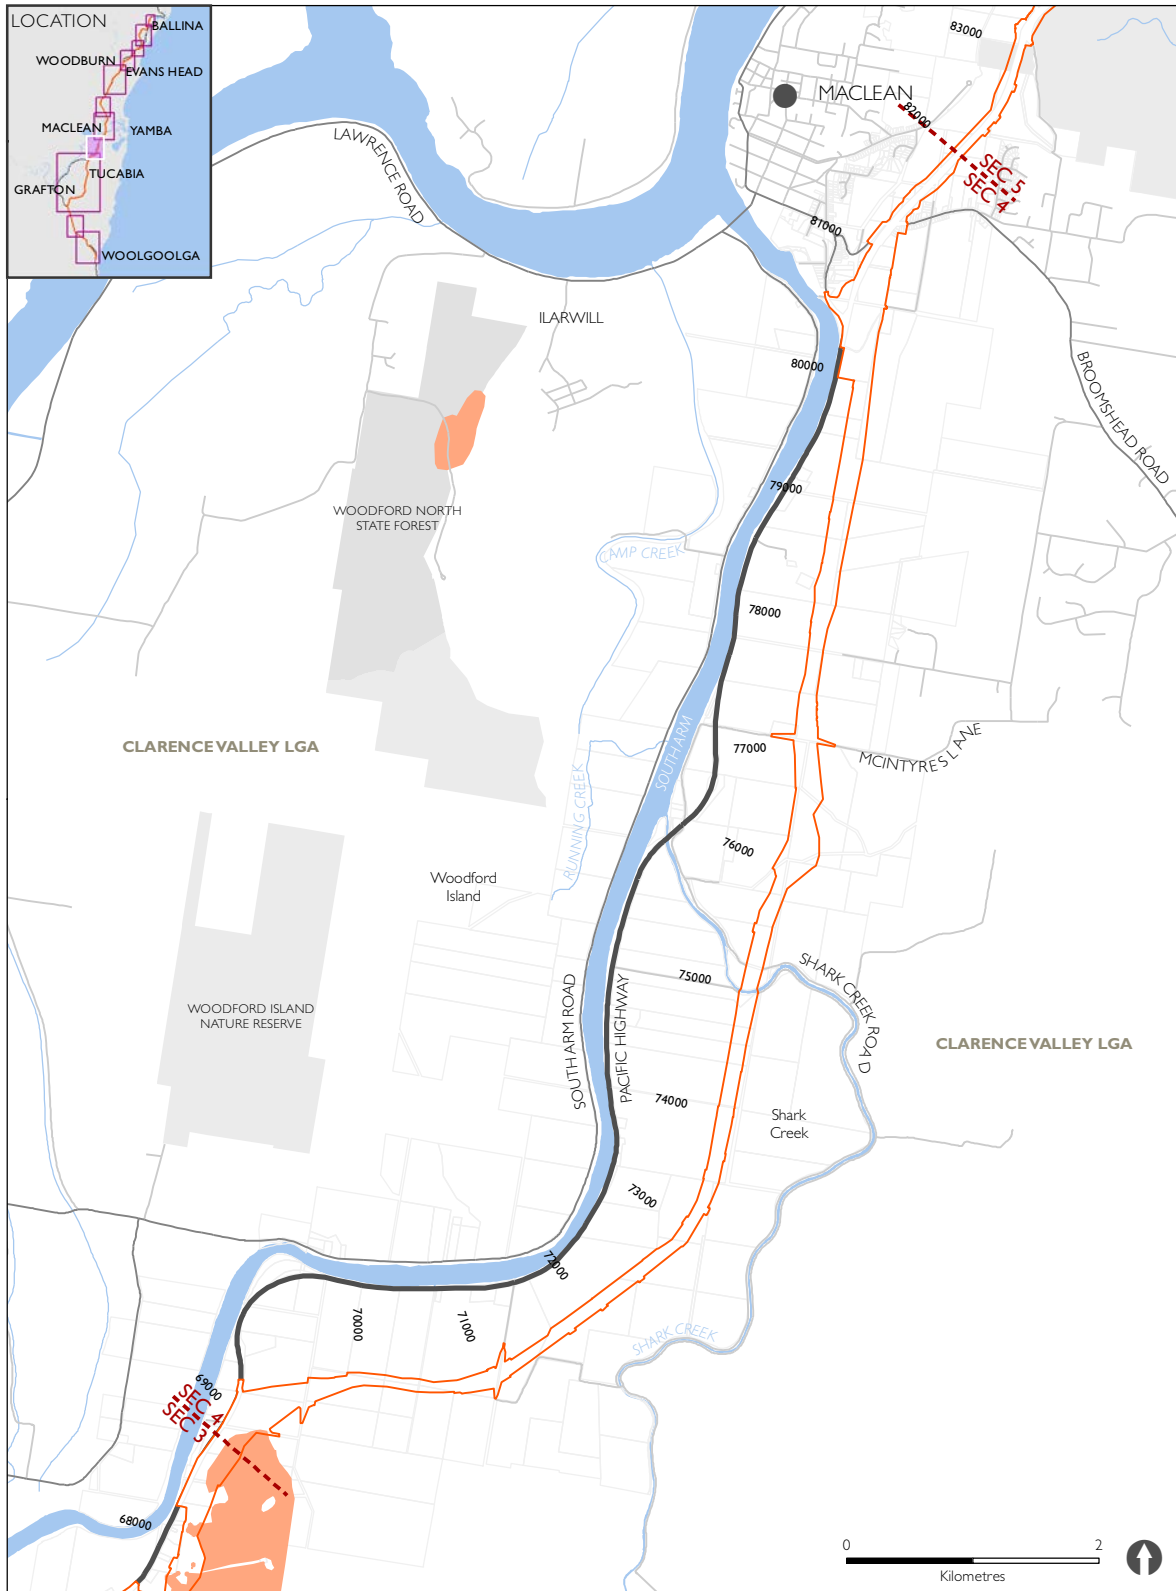 LOCATION
BALLINA
WOODBURN
EVANS HEAD
MACLEAN
YAMBA
TUCABIA
GRAFTON
WOOLGOOLGA
83000
MACLEAN
82000
SEC 5
SEC 4
LAWRENCE ROAD
81000
ILARWILL
80000
BROOMSHEAD ROAD
79000
WOODFORD NORTH
STATE FOREST
CAMP CREEK
78000
SOUTH ARM
CLARENCE VALLEY LGA
77000
MCINTYRES LANE
RUNNING CREEK
76000
Woodford
Island
SHARK CREEK ROAD
75000
SOUTH ARM ROAD
PACIFIC HIGHWAY
WOODFORD ISLAND
NATURE RESERVE
CLARENCE VALLEY LGA
74000
Shark
Creek
73000
72000
70000
71000
SHARK CREEK
69000
SEC 4
SEC 3
68000
0
2
Kilometres